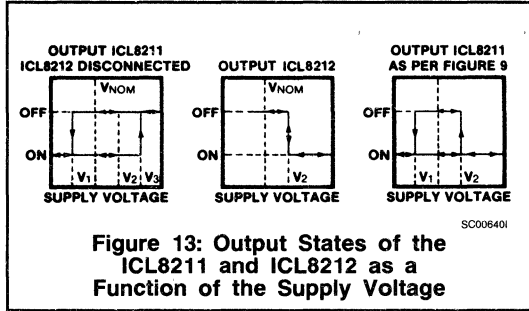 OUTPUT ICL8211
ICL8212 DISCONNECTED
OUTPUT ICL8212
OUTPUT ICL8211
AS PER FIGURE 9
VNOM
OFF
ON
V1
V2
V3
SUPPLY VOLTAGE
VNOM
OFF
ON
V2
SUPPLY VOLTAGE
OFF
ON
V1
V2
SUPPLY VOLTAGE
SC00640I
Figure 13: Output States of the
ICL8211 and ICL8212 as a
Function of the Supply Voltage